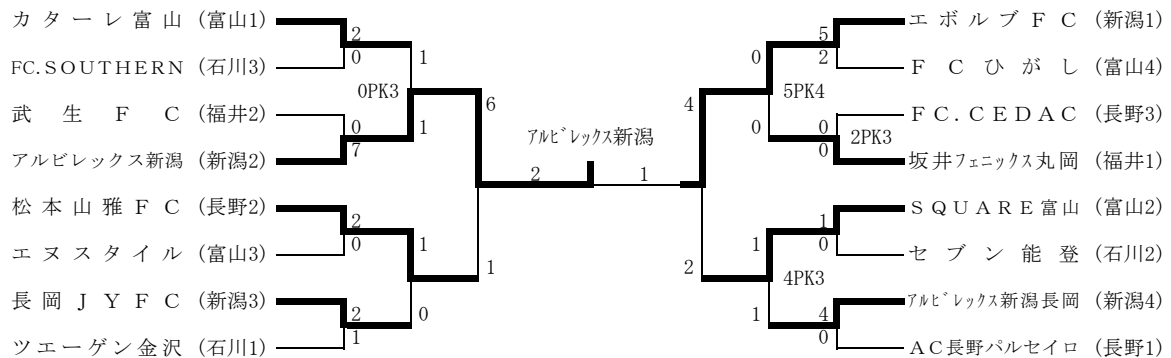 カターレ富山 (富山1)
2
0
FC.SOUTHERN (石川3)
1
0PK3
武生FC (福井2)
0
7
1
アルビレックス新潟 (新潟2)
6
松本山雅FC (長野2)
2
0
エヌスタイル (富山3)
1
1
長岡JYFC (新潟3)
2
1
0
ツエーゲン金沢 (石川1)
アルビレックス新潟
2
1
エボルブFC (新潟1)
5
2
FCひがし (富山4)
0
5PK4
4
FC.CEDAC (長野3)
0
0
2PK3
0
坂井フェニックス丸岡 (福井1)
SQUARE富山 (富山2)
1
0
セブン能登 (石川2)
1
4PK3
2
アルビレックス新潟長岡 (新潟4)
4
0
1
AC長野パルセイロ (長野1)